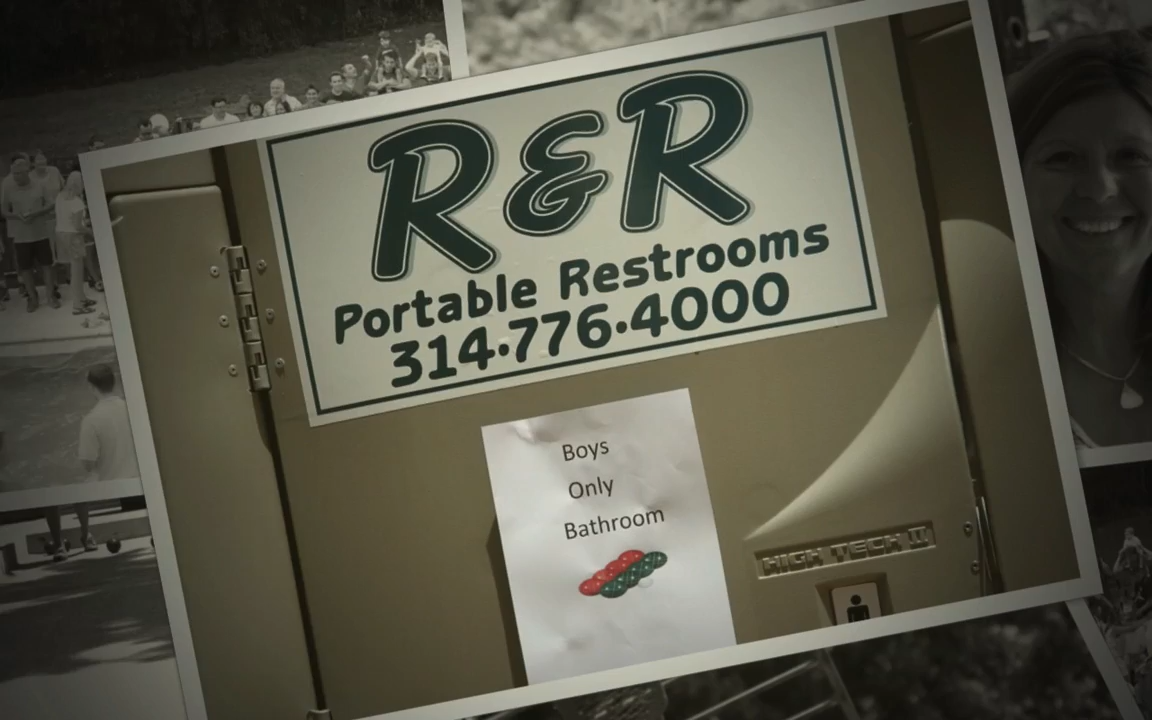 R&R
Portable Restrooms
314·776·4000
Boys
Only
Bathroom
HIGH TECH II